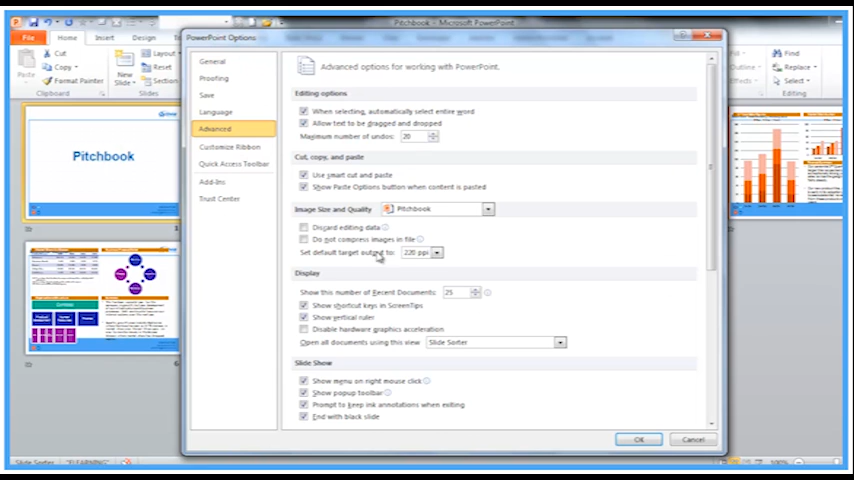 Pitchbook - Microsoft PowerPoint
File Home Insert Design
Cut
Copy
Format Painter
Paste
Clipboard
New
Slide
Layout
Reset
Section
Slides
Find
Replace
Select
Editing
Pitchbook
PowerPoint Options
General
Proofing
Save
Language
Advanced
Customize Ribbon
Quick Access Toolbar
Add-Ins
Trust Center
Advanced options for working with PowerPoint.
Editing options
When selecting, automatically select entire word
Allow text to be dragged and dropped
Maximum number of undos: 20
Cut, copy, and paste
Use smart cut and paste
Show Paste Options button when content is pasted
Image Size and Quality Pitchbook
Discard editing data
Do not compress images in file
Set default target output to: 220 ppi
Display
Show this number of Recent Documents: 25
Show shortcut keys in ScreenTips
Show vertical ruler
Disable hardware graphics acceleration
Open all documents using this view: Slide Sorter
Slide Show
Show menu on right mouse click
Show popup toolbar
Prompt to keep ink annotations when exiting
End with black slide
OK Cancel
Slide Sorter "ELEARNING" 100%